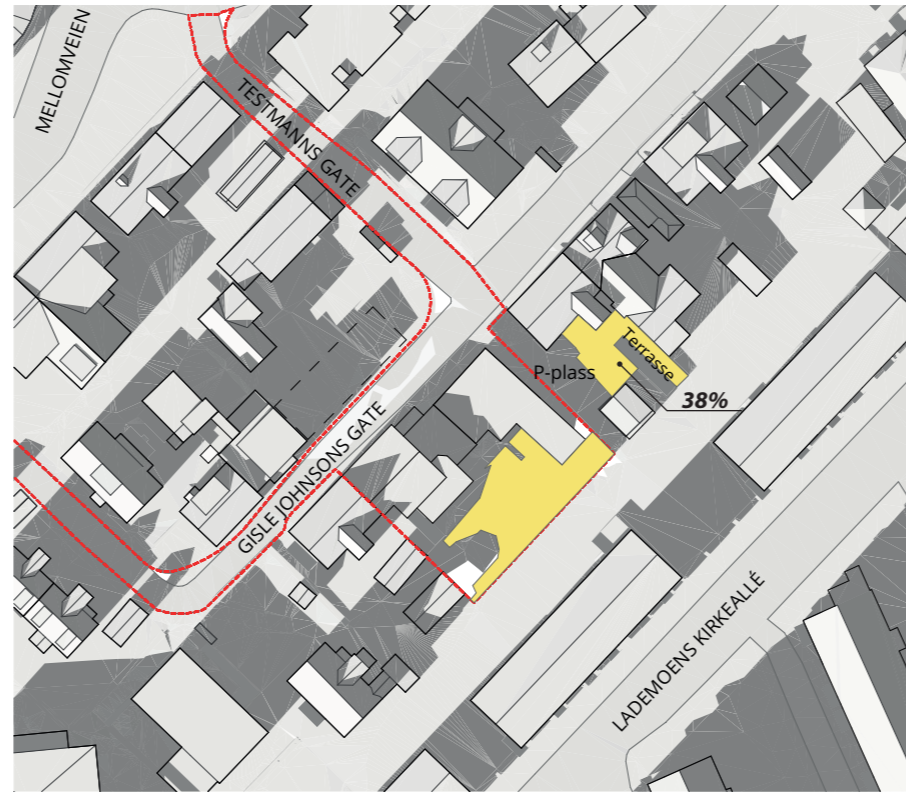 MELLOMVEIEN
TESTMANNS GATE
Terrasse
P-plass
38%
GISLE JOHNSONS GATE
LADEMOENS KIRKEALLÉ